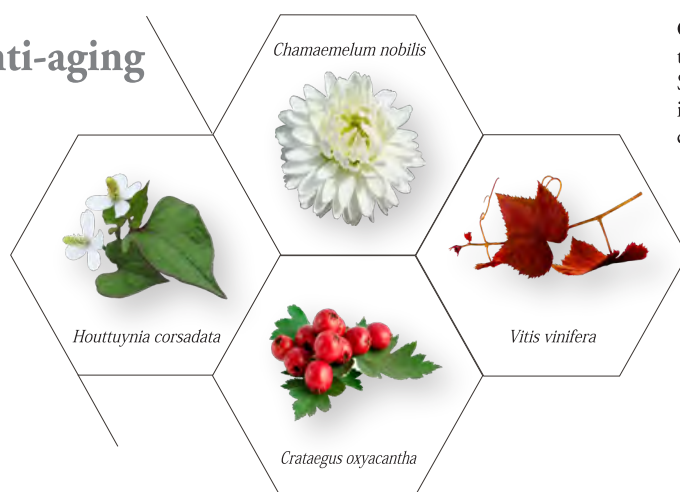 nti-aging
Chamaemelum nobilis
Houttuynia corsadata
Vitis vinifera
Crataegus oxyacantha